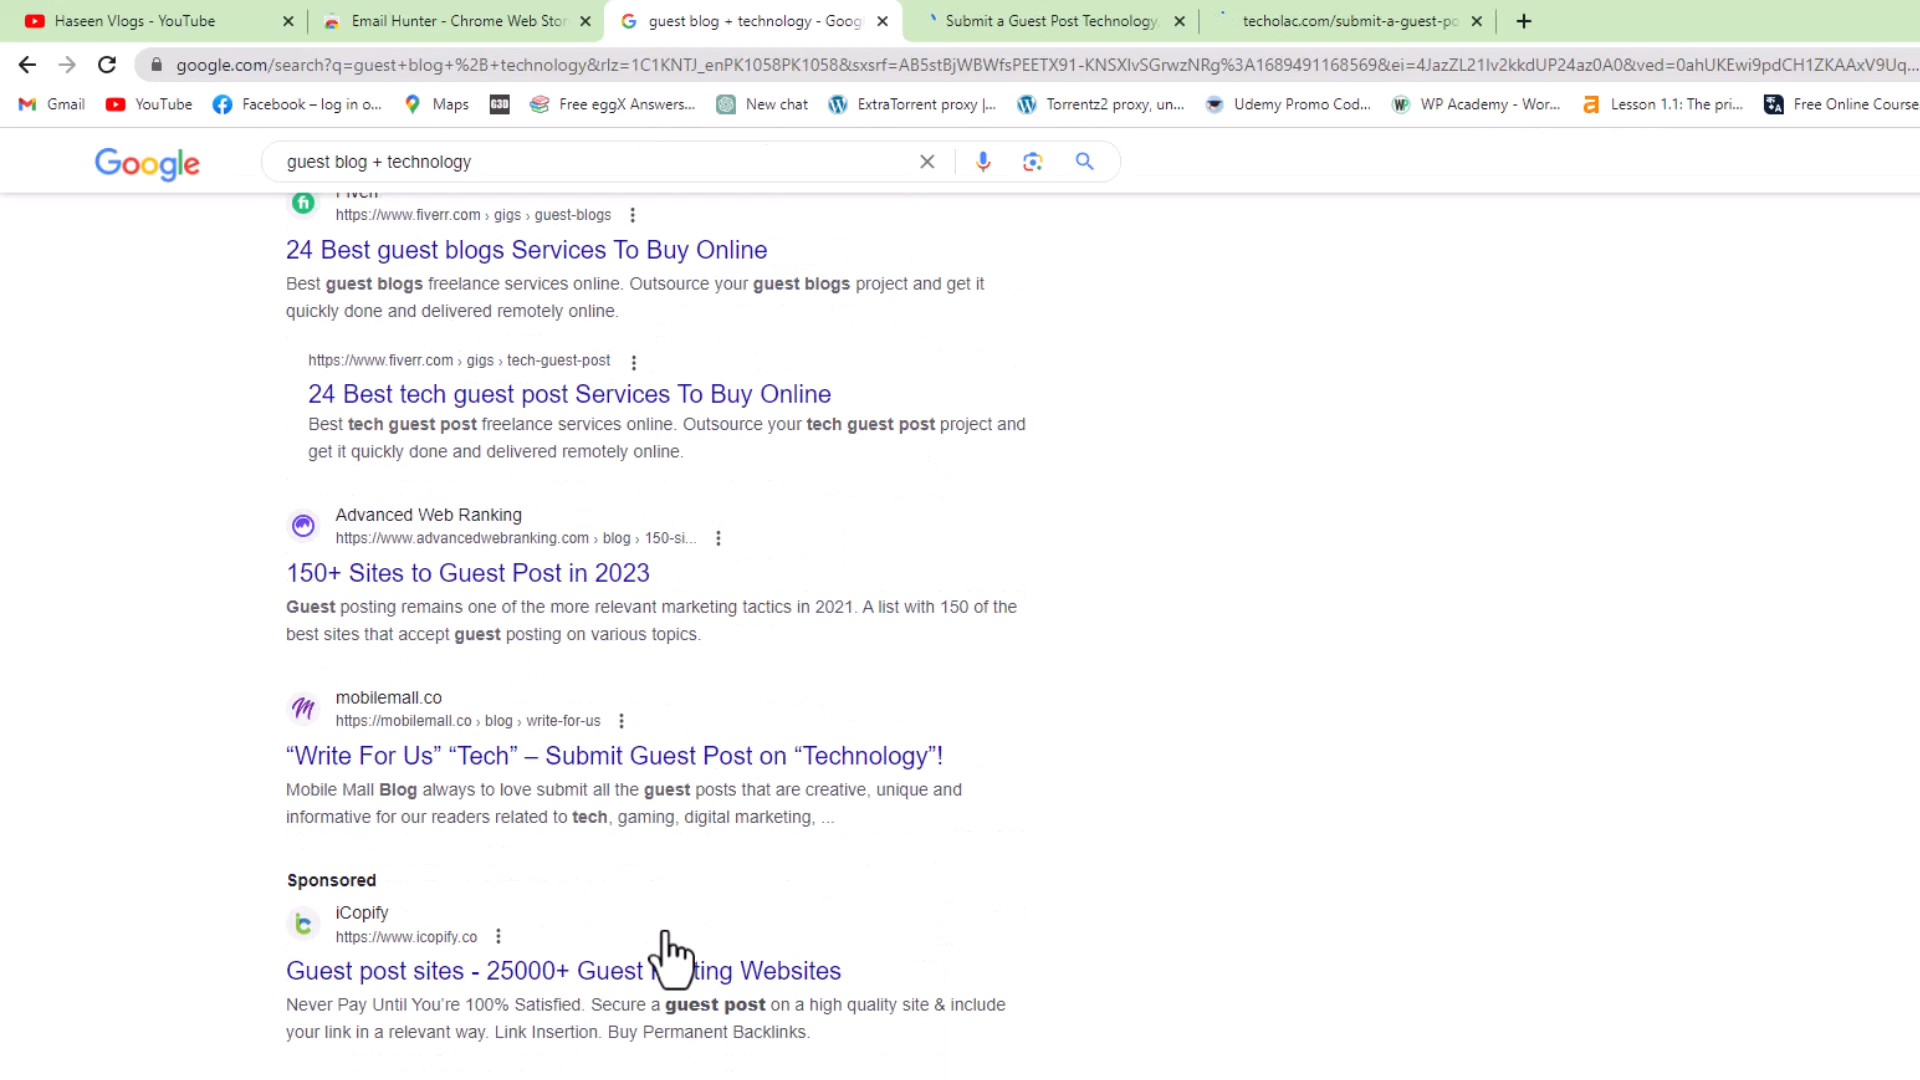 Haseen Vlogs - YouTube
Email Hunter - Chrome Web Stor
guest blog + technology - Goog
Submit a Guest Post Technology,
techolac.com/submit-a-guest-po
google.com/search?q=guest+blog+%2B+technology&rlz=1C1KNTJ_enPK1058PK1058&sxsrf=AB5stBjWBWfsPEETX91-KNSXIvSGrwzNRg%3A1689491168569&ei=4JazZL21Iv2kkdUP24az0A0&ved=0ahUKEwi9pdCH1ZKAAxV9Uq...
Gmail
YouTube
Facebook – log in o...
Maps
G3D
Free eggX Answers...
New chat
ExtraTorrent proxy |...
Torrentz2 proxy, un...
Udemy Promo Cod...
WP Academy - Wor...
Lesson 1.1: The pri...
Free Online Course
Google
guest blog + technology
Fiverr
https://www.fiverr.com › gigs › guest-blogs
24 Best guest blogs Services To Buy Online
Best guest blogs freelance services online. Outsource your guest blogs project and get it
quickly done and delivered remotely online.
https://www.fiverr.com › gigs › tech-guest-post
24 Best tech guest post Services To Buy Online
Best tech guest post freelance services online. Outsource your tech guest post project and
get it quickly done and delivered remotely online.
Advanced Web Ranking
https://www.advancedwebranking.com › blog › 150-si...
150+ Sites to Guest Post in 2023
Guest posting remains one of the more relevant marketing tactics in 2021. A list with 150 of the
best sites that accept guest posting on various topics.
mobilemall.co
https://mobilemall.co › blog › write-for-us
“Write For Us” “Tech” – Submit Guest Post on “Technology”!
Mobile Mall Blog always to love submit all the guest posts that are creative, unique and
informative for our readers related to tech, gaming, digital marketing, ...
Sponsored
iCopify
https://www.icopify.co
Guest post sites - 25000+ Guest Posting Websites
Never Pay Until You're 100% Satisfied. Secure a guest post on a high quality site & include
your link in a relevant way. Link Insertion. Buy Permanent Backlinks.